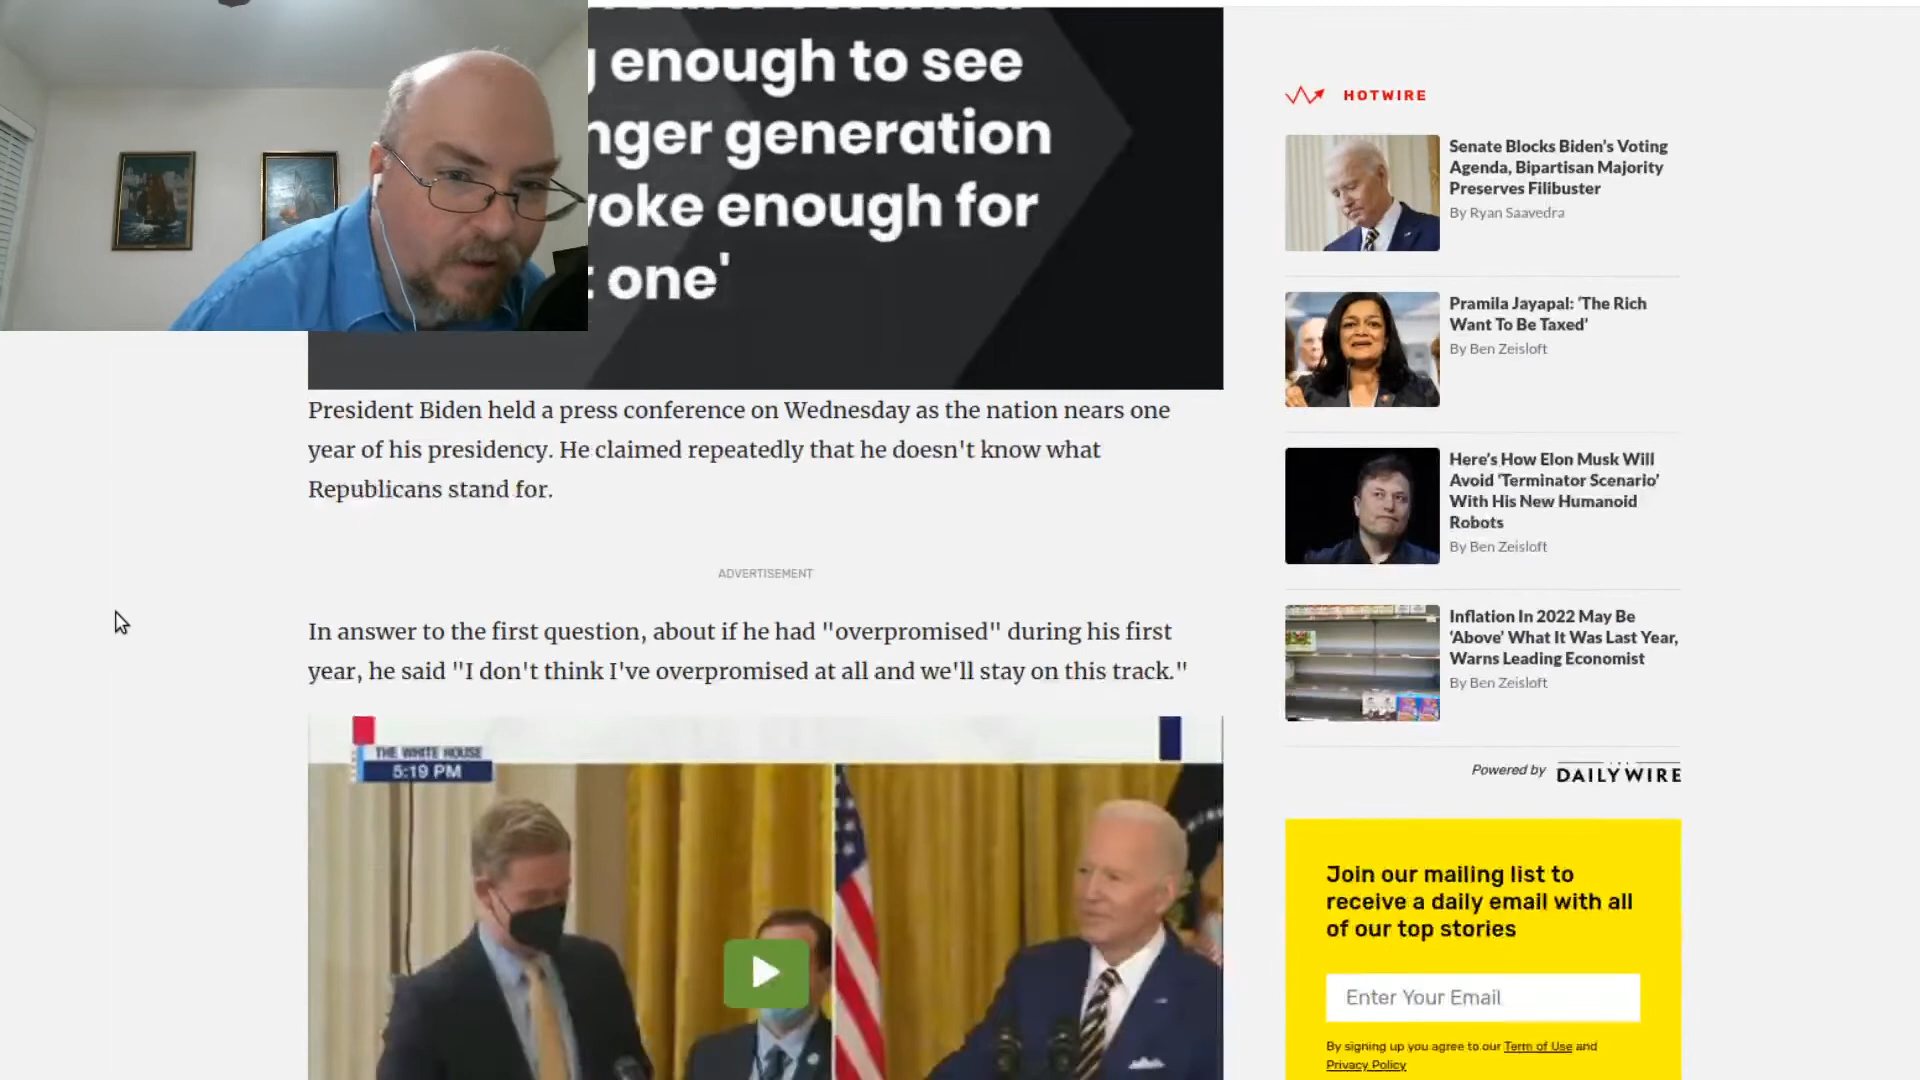 enough to see
nger generation
woke enough for
one'
President Biden held a press conference on Wednesday as the nation nears one
year of his presidency. He claimed repeatedly that he doesn't know what
Republicans stand for.
ADVERTISEMENT
In answer to the first question, about if he had "overpromised" during his first
year, he said "I don't think I've overpromised at all and we'll stay on this track."
THE WHITE HOUSE
5:19 PM
HOTWIRE
Senate Blocks Biden's Voting
Agenda, Bipartisan Majority
Preserves Filibuster
By Ryan Saavedra
Pramila Jayapal: 'The Rich
Want To Be Taxed'
By Ben Zeisloft
Here's How Elon Musk Will
Avoid 'Terminator Scenario'
With His New Humanoid
Robots
By Ben Zeisloft
Inflation In 2022 May Be
'Above' What It Was Last Year,
Warns Leading Economist
By Ben Zeisloft
Powered by DAILYWIRE
Join our mailing list to
receive a daily email with all
of our top stories
Enter Your Email
By signing up you agree to our Term of Use and
Privacy Policy